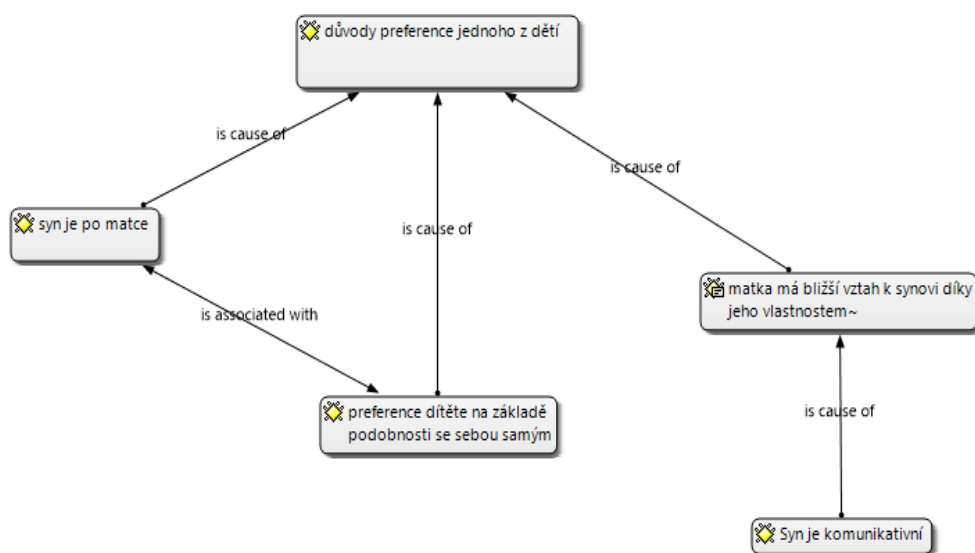 důvody preference jednoho z dětí
is cause of
is cause of
syn je po matce
is cause of
matka má bližší vztah k synovi díky
jeho vlastnostem~
is associated with
preference dítěte na základě
podobnosti se sebou samým
is cause of
Syn je komunikativní